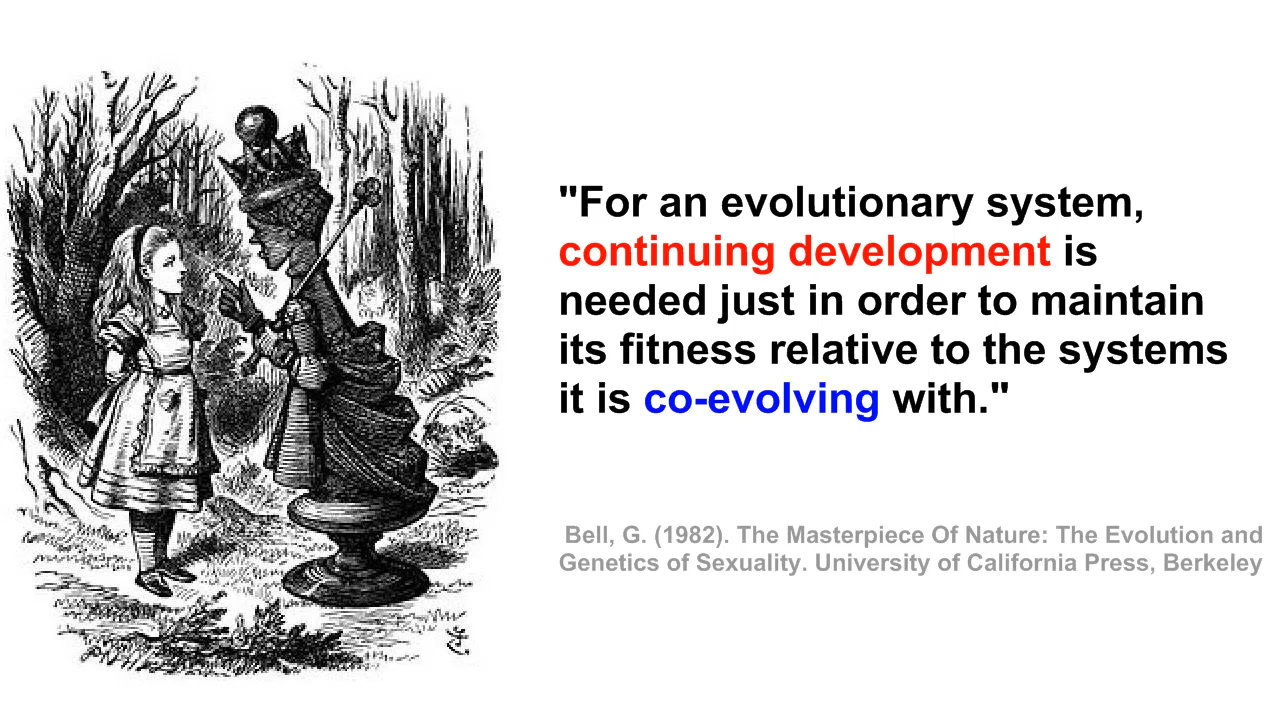 "For an evolutionary system,
continuing development is
needed just in order to maintain
its fitness relative to the systems
it is co-evolving with."
Bell, G. (1982). The Masterpiece Of Nature: The Evolution and
Genetics of Sexuality. University of California Press, Berkeley